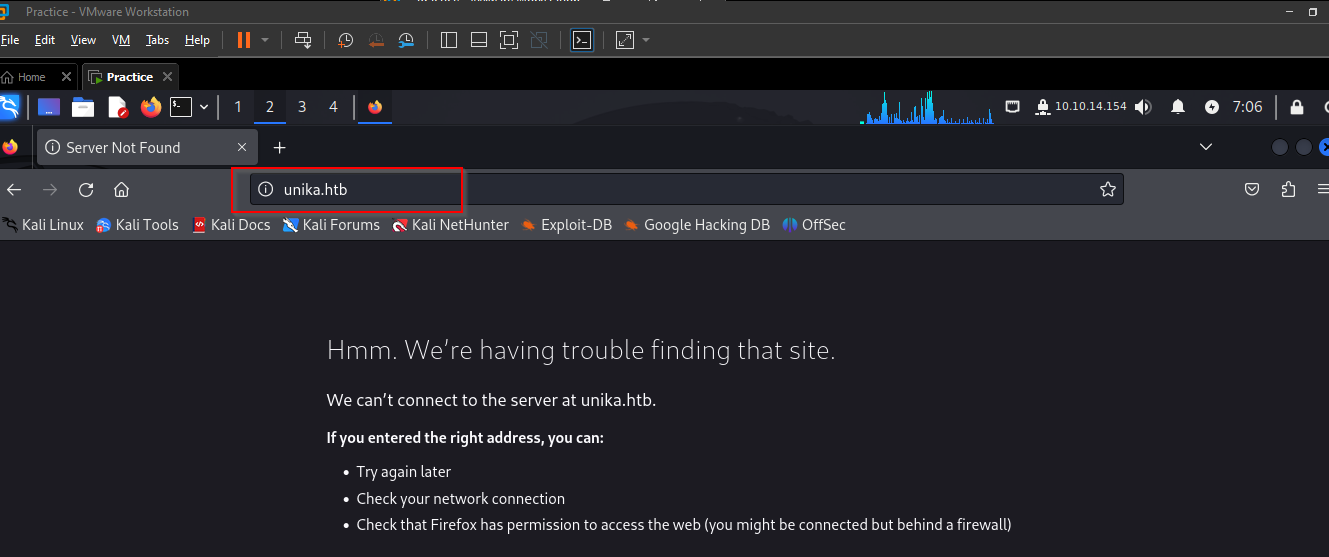 Practice - VMware Workstation
File Edit View VM Tabs Help
Home Practice
1 2 3 4 10.10.14.154 7:06
Server Not Found
unika.htb
Kali Linux Kali Tools Kali Docs Kali Forums Kali NetHunter Exploit-DB Google Hacking DB OffSec
Hmm. We’re having trouble finding that site.
We can’t connect to the server at unika.htb.
If you entered the right address, you can:
• Try again later
• Check your network connection
• Check that Firefox has permission to access the web (you might be connected but behind a firewall)